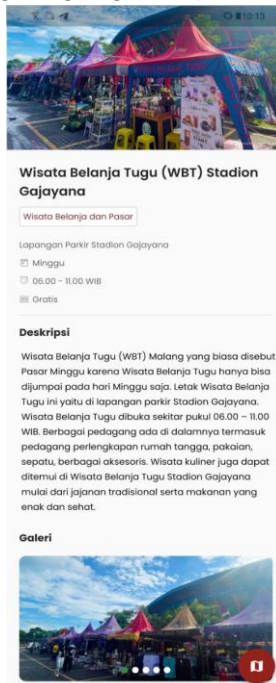 10:13
Wisata Belanja Tugu (WBT) Stadion
Gajayana
Wisata Belanja dan Pasar
Lapangan Parkir Stadion Gajayana
Minggu
06.00 - 11.00 WIB
Gratis
Deskripsi
Wisata Belanja Tugu (WBT) Malang yang biasa disebut
Pasar Minggu karena Wisata Belanja Tugu hanya bisa
dijumpai pada hari Minggu saja. Letak Wisata Belanja
Tugu ini yaitu di lapangan parkir Stadion Gajayana.
Wisata Belanja Tugu dibuka sekitar pukul 06.00 – 11.00
WIB. Berbagai pedagang ada di dalamnya termasuk
pedagang perlengkapan rumah tangga, pakaian,
sepatu, berbagai aksesoris. Wisata kuliner juga dapat
ditemui di Wisata Belanja Tugu Stadion Gajayana
mulai dari jajanan tradisional serta makanan yang
enak dan sehat.
Galeri